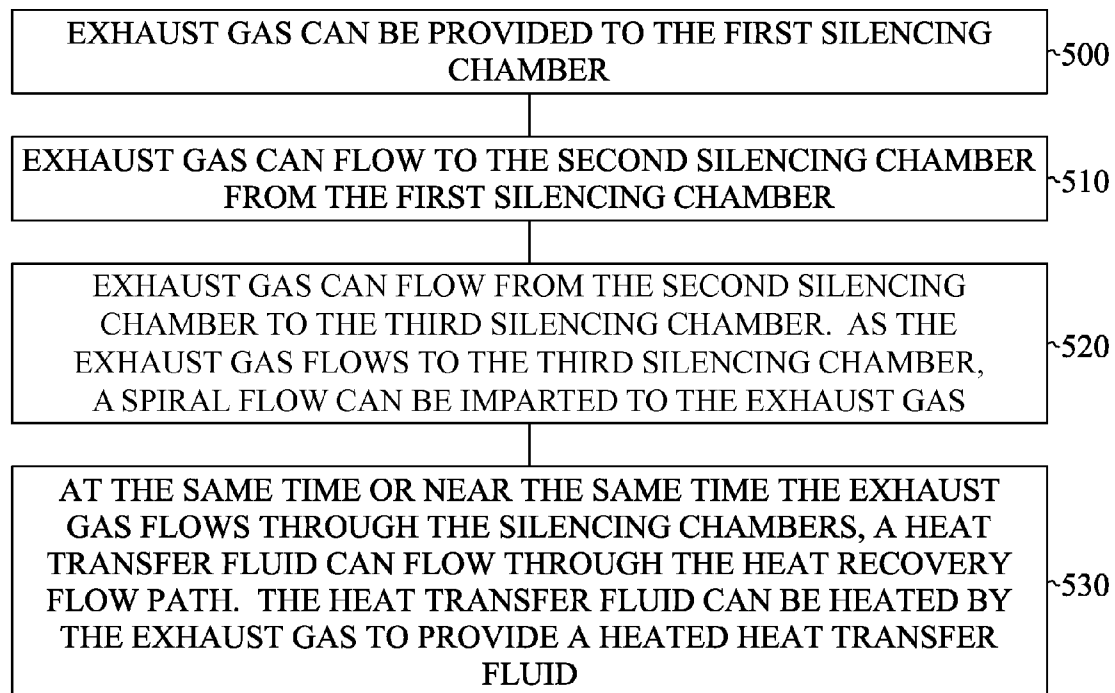 EXHAUST GAS CAN BE PROVIDED TO THE FIRST SILENCING
CHAMBER
~500
EXHAUST GAS CAN FLOW TO THE SECOND SILENCING CHAMBER
FROM THE FIRST SILENCING CHAMBER
~510
EXHAUST GAS CAN FLOW FROM THE SECOND SILENCING
CHAMBER TO THE THIRD SILENCING CHAMBER. AS THE
EXHAUST GAS FLOWS TO THE THIRD SILENCING CHAMBER,
A SPIRAL FLOW CAN BE IMPARTED TO THE EXHAUST GAS
~520
AT THE SAME TIME OR NEAR THE SAME TIME THE EXHAUST
GAS FLOWS THROUGH THE SILENCING CHAMBERS, A HEAT
TRANSFER FLUID CAN FLOW THROUGH THE HEAT RECOVERY
FLOW PATH. THE HEAT TRANSFER FLUID CAN BE HEATED BY
THE EXHAUST GAS TO PROVIDE A HEATED HEAT TRANSFER
FLUID
~530